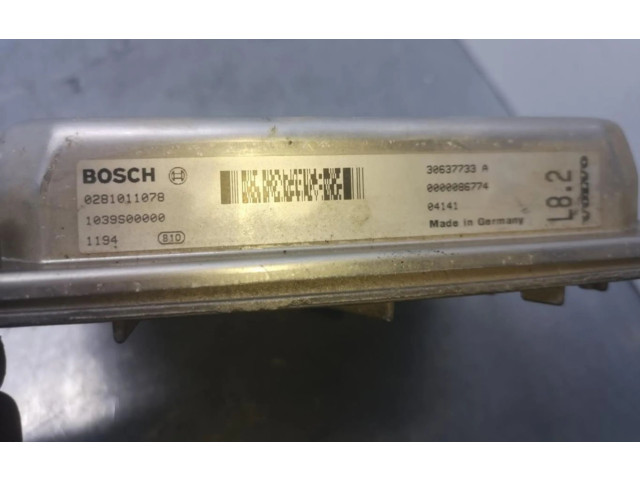 BOSCH
0281011078
1039S00000
1194 810
30637733 A
0000086774
04141
Made in Germany
L8.2
VOLVO